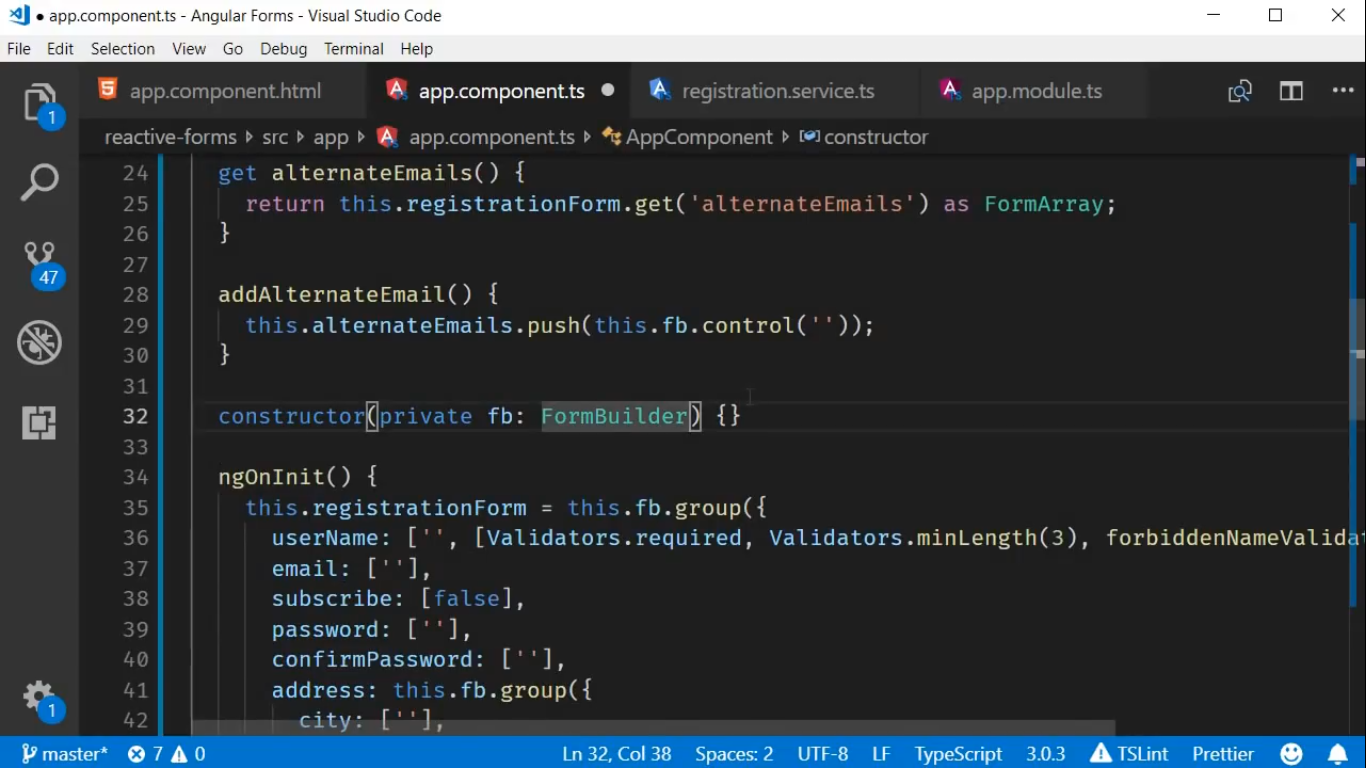 app.component.ts - Angular Forms - Visual Studio Code
File Edit Selection View Go Debug Terminal Help
app.component.html app.component.ts registration.service.ts app.module.ts
reactive-forms src app app.component.ts AppComponent constructor
24 get alternateEmails() {
25 return this.registrationForm.get('alternateEmails') as FormArray;
26 }
27
28 addAlternateEmail() {
29 this.alternateEmails.push(this.fb.control(''));
30 }
31
32 constructor(private fb: FormBuilder) {}
33
34 ngOnInit() {
35 this.registrationForm = this.fb.group({
36 userName: ['', [Validators.required, Validators.minLength(3), forbiddenNameValida
37 email: [''],
38 subscribe: [false],
39 password: [''],
40 confirmPassword: [''],
41 address: this.fb.group({
42 city: [''],
1
47
1
master* 7 0 Ln 32, Col 38 Spaces: 2 UTF-8 LF TypeScript 3.0.3 TSLint Prettier